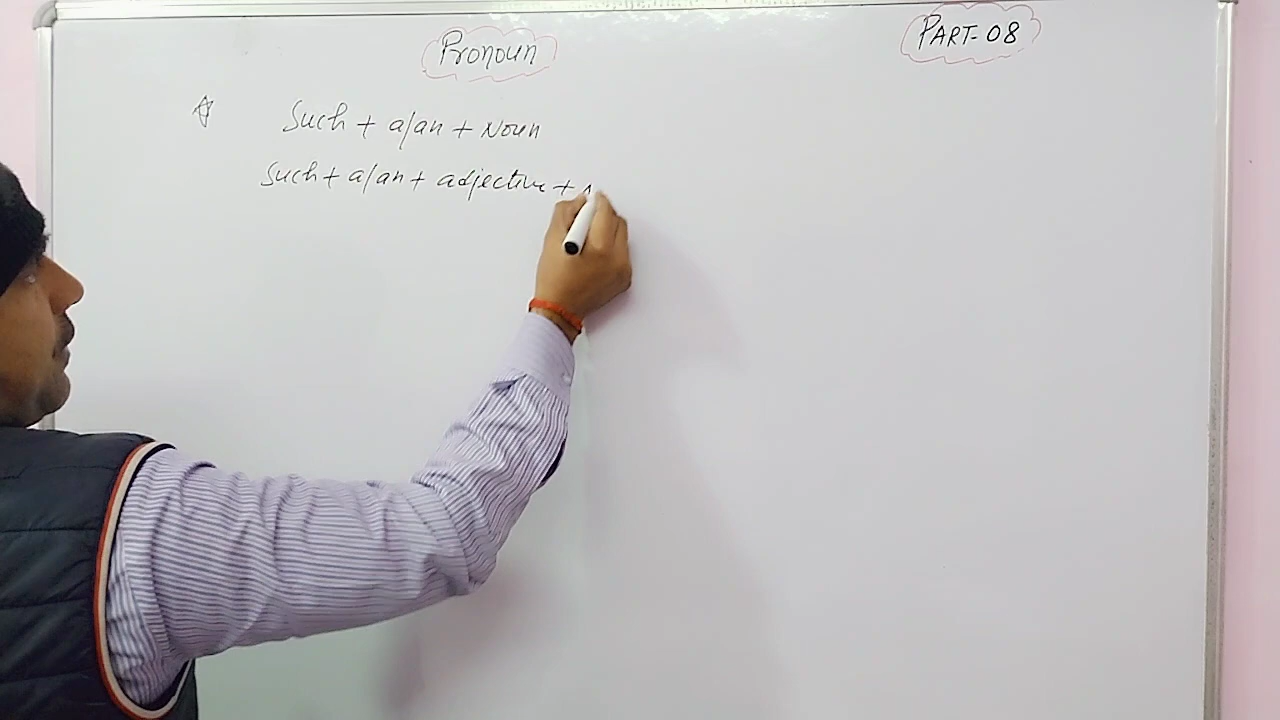 Pronoun
PART-08
Such + a/an + Noun
Such + a/an + adjective +